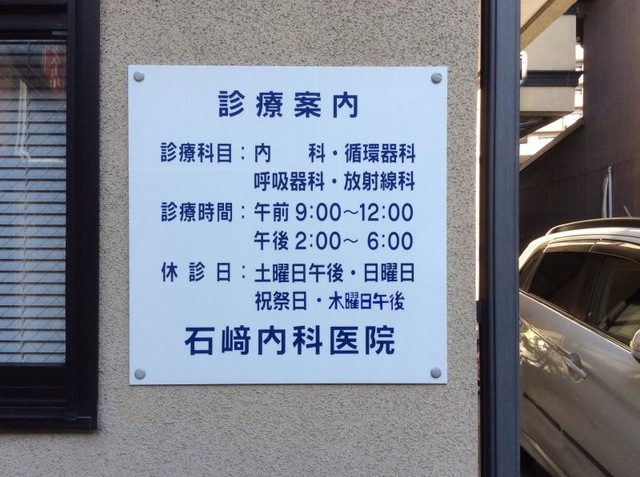 診療案内
診療科目：内　　科・循環器科
呼吸器科・放射線科
診療時間：午前 9:00～12:00
午後 2:00～ 6:00
休 診 日：土曜日午後・日曜日
祝祭日・木曜日午後
石﨑内科医院